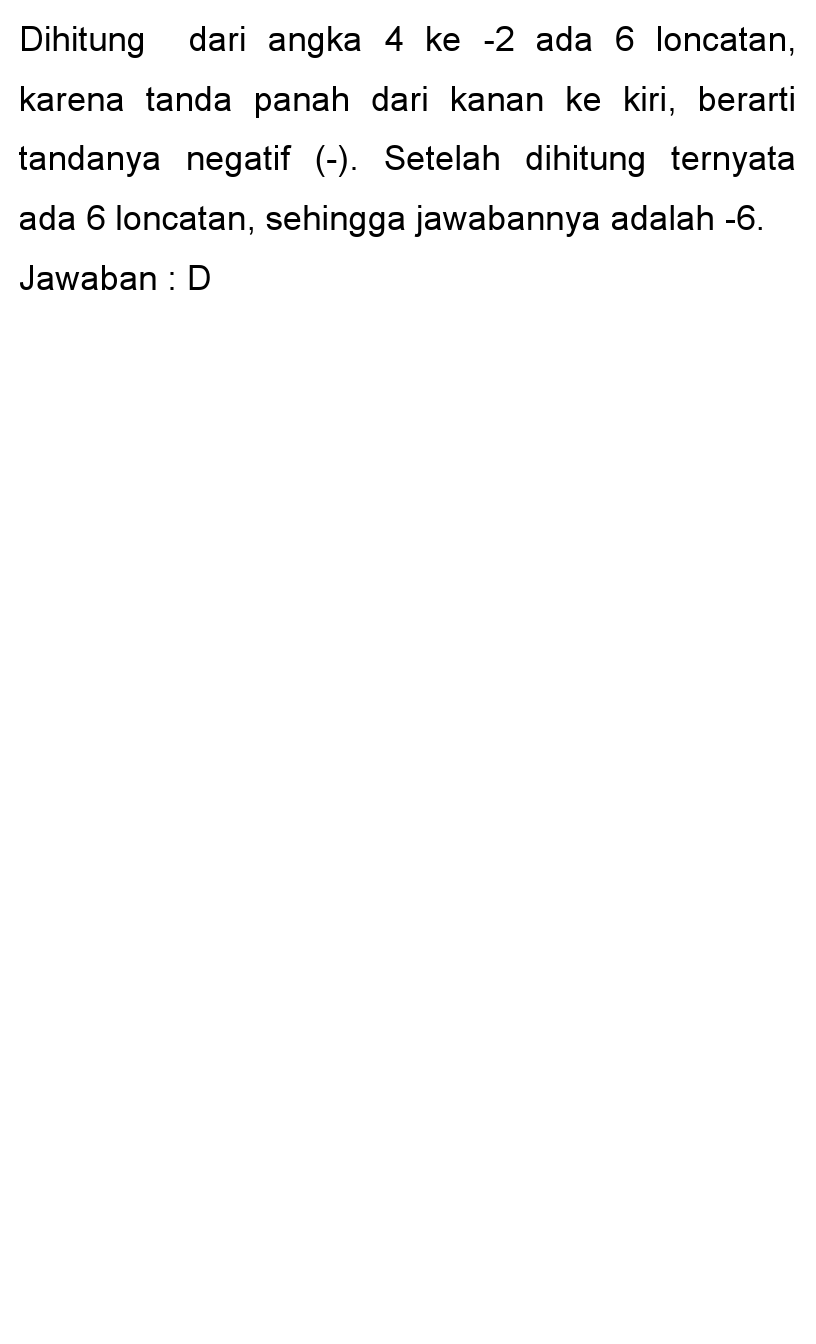 Dihitung dari angka 4 ke -2 ada 6 loncatan,
karena tanda panah dari kanan ke kiri, berarti
tandanya negatif (-). Setelah dihitung ternyata
ada 6 loncatan, sehingga jawabannya adalah -6.
Jawaban : D